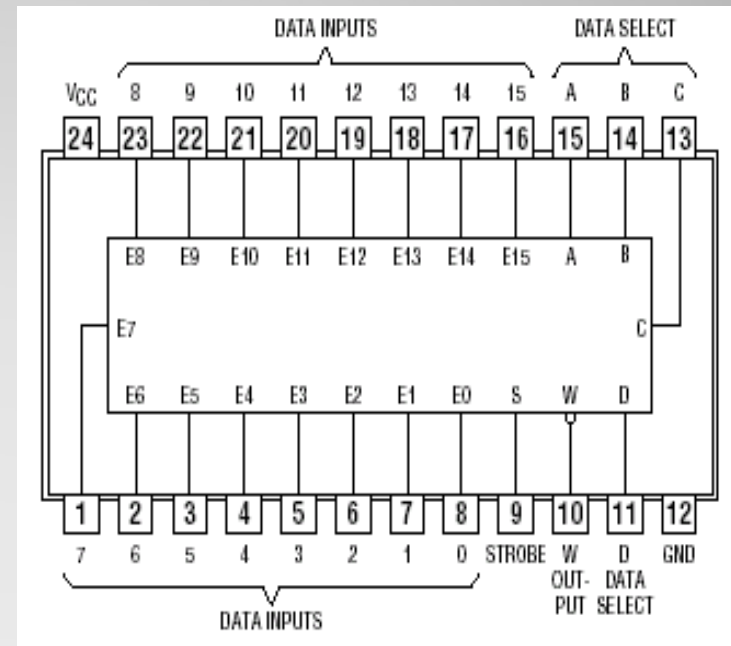 DATA INPUTS DATA SELECT
VCC 8 9 10 11 12 13 14 15 A B C
24 23 22 21 20 19 18 17 16 15 14 13
E8 E9 E10 E11 E12 E13 E14 E15 A B
E7 C
E6 E5 E4 E3 E2 E1 E0 S W D
1 2 3 4 5 6 7 8 9 10 11 12
7 6 5 4 3 2 1 0 STROBE W D GND
OUT- DATA
PUT SELECT
DATA INPUTS